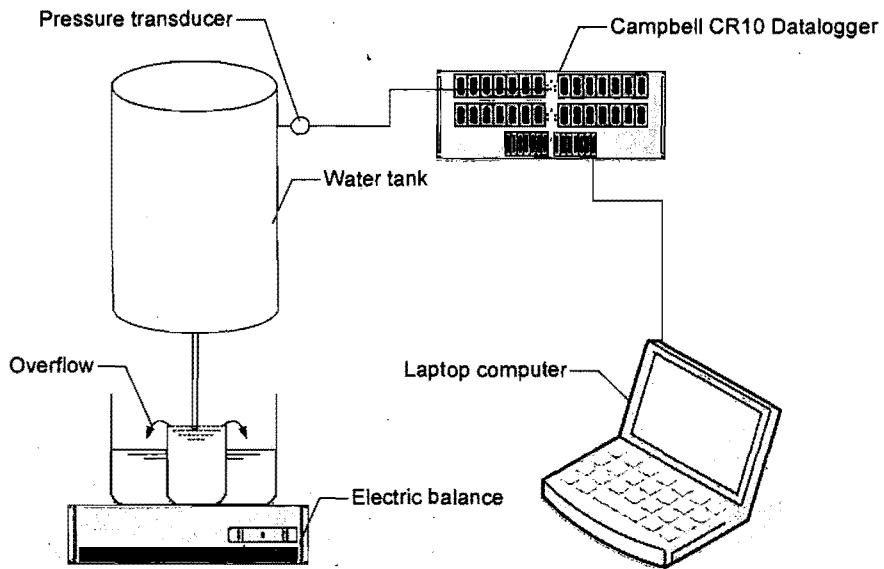 Pressure transducer
Campbell CR10 Datalogger
Water tank
Overflow
Laptop computer
Electric balance